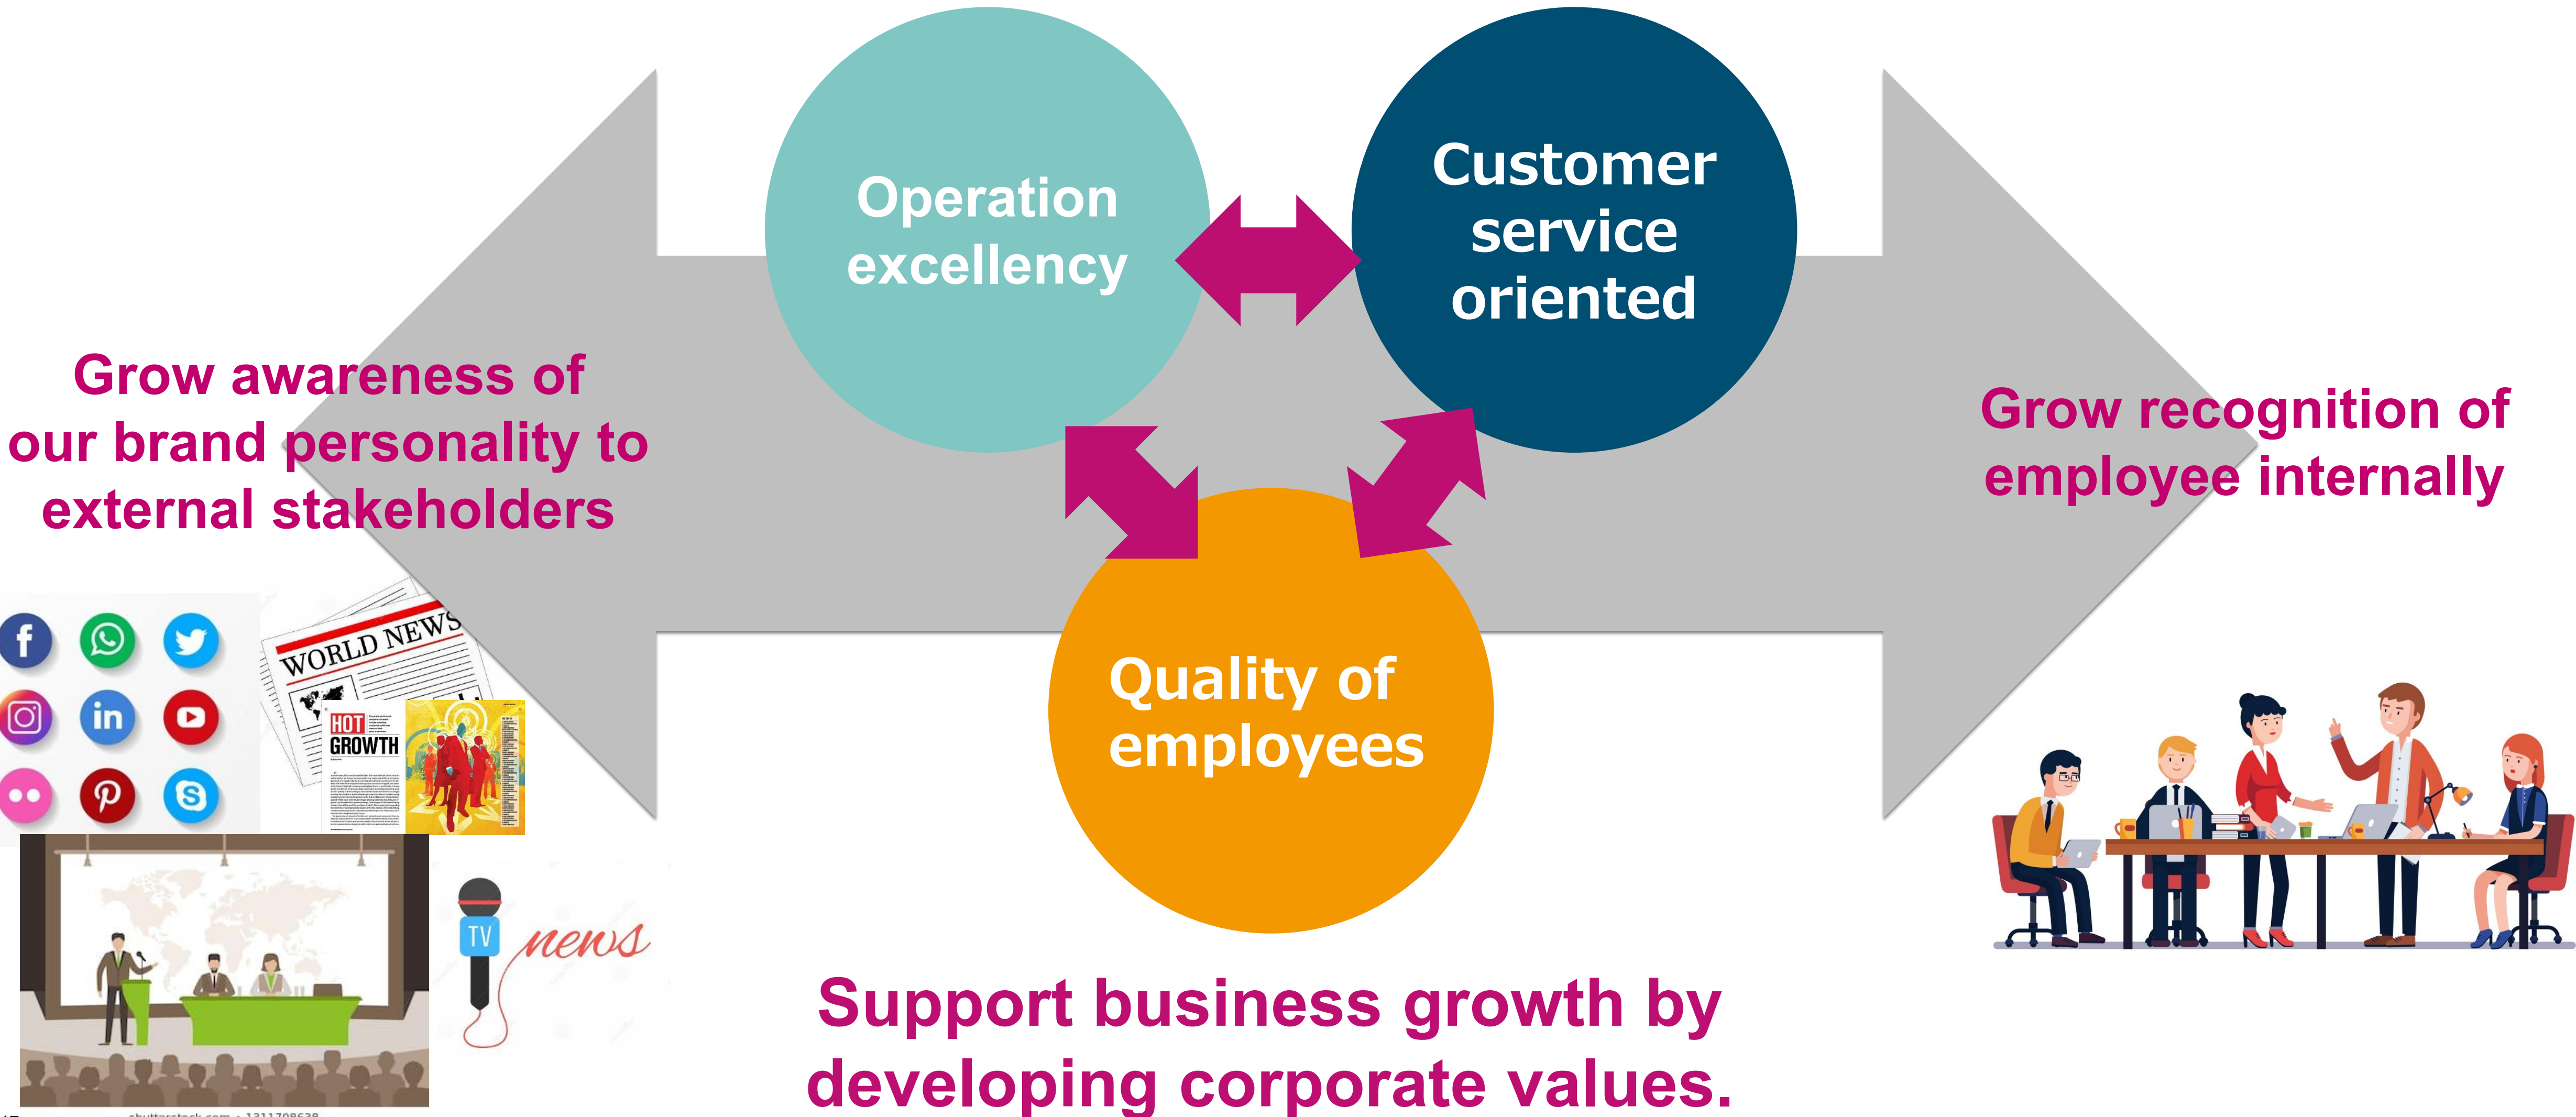 Operation
excellency
Customer
service
oriented
Grow awareness of
our brand personality to
external stakeholders
Grow recognition of
employee internally
Quality of
employees
WORLD NEWS
HOT
GROWTH
f
in
TV
news
Support business growth by
developing corporate values.